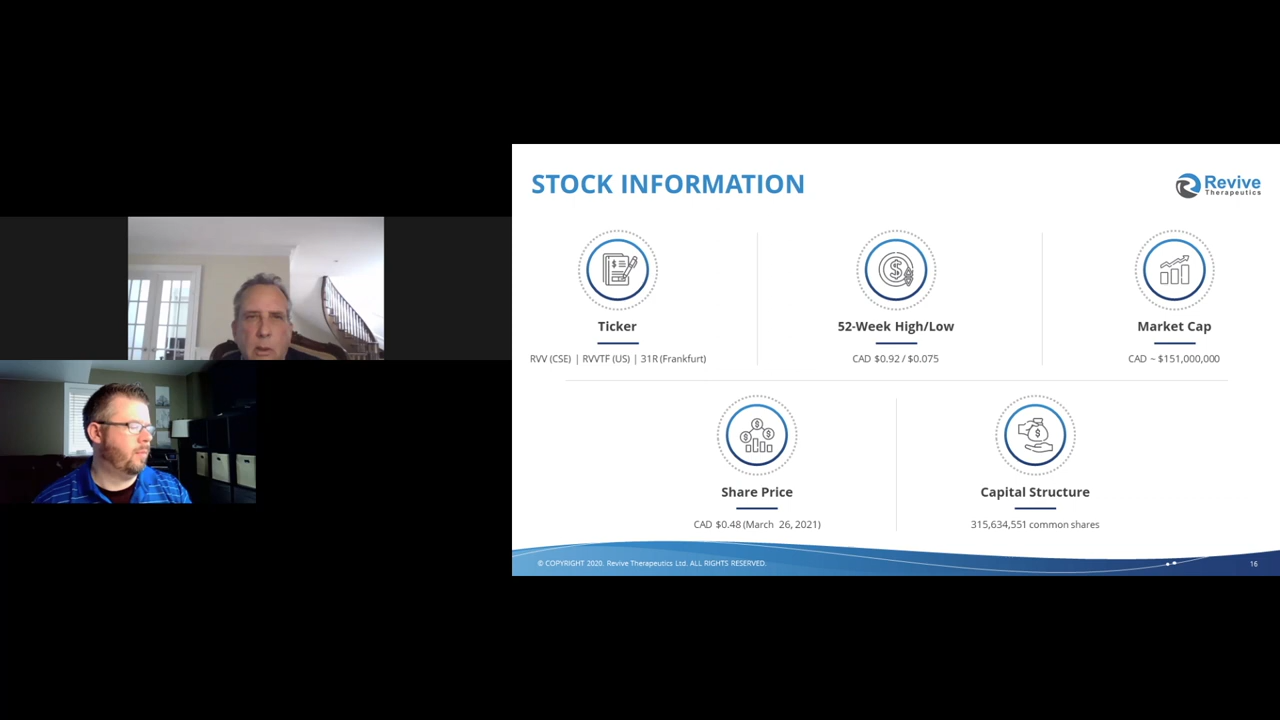 STOCK INFORMATION
Revive
Therapeutics
Ticker
RVV (CSE) | RVVTF (US) | 31R (Frankfurt)
52-Week High/Low
CAD $0.92 / $0.075
Market Cap
CAD ~ $151,000,000
Share Price
CAD $0.48 (March 26, 2021)
Capital Structure
315,634,551 common shares
© COPYRIGHT 2020. Revive Therapeutics Ltd. ALL RIGHTS RESERVED.
16